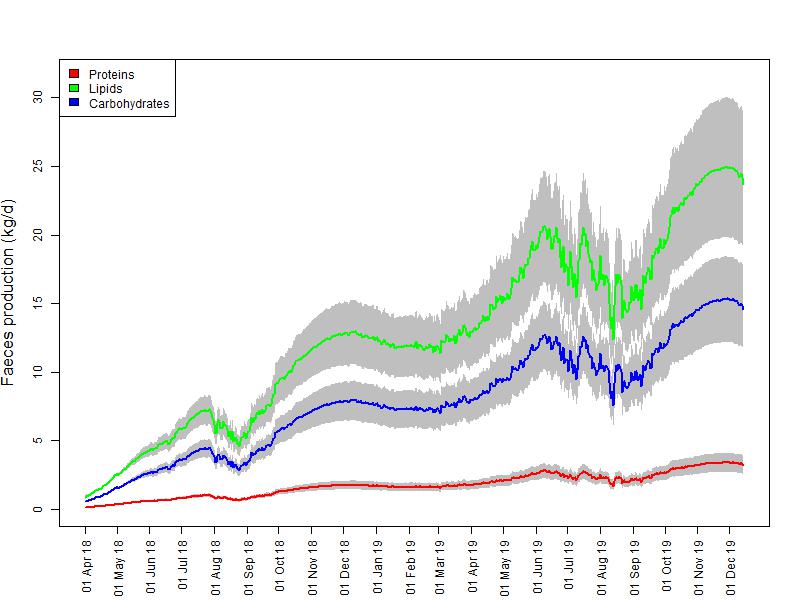 Proteins
Lipids
Carbohydrates
Faeces production (kg/d)
30
25
20
15
10
5
0
01 Apr 18
01 May 18
01 Jun 18
01 Jul 18
01 Aug 18
01 Sep 18
01 Oct 18
01 Nov 18
01 Dec 18
01 Jan 19
01 Feb 19
01 Mar 19
01 Apr 19
01 May 19
01 Jun 19
01 Jul 19
01 Aug 19
01 Sep 19
01 Oct 19
01 Nov 19
01 Dec 19